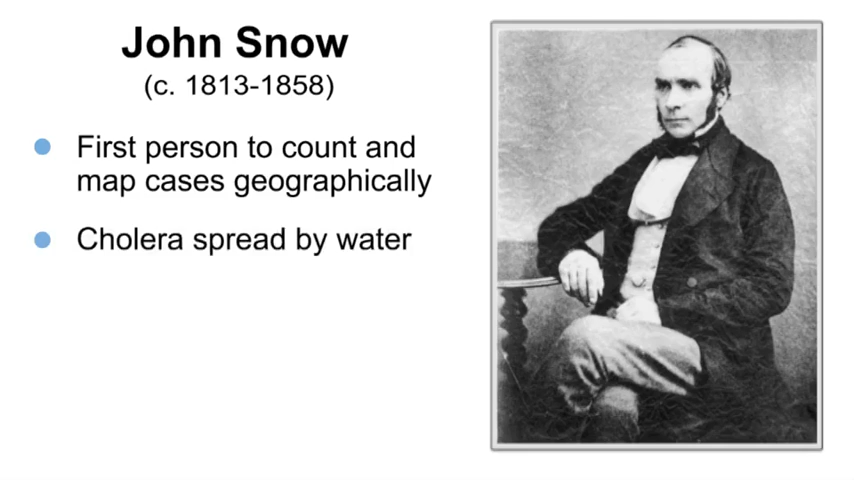 John Snow
(c. 1813-1858)
First person to count and
map cases geographically
Cholera spread by water